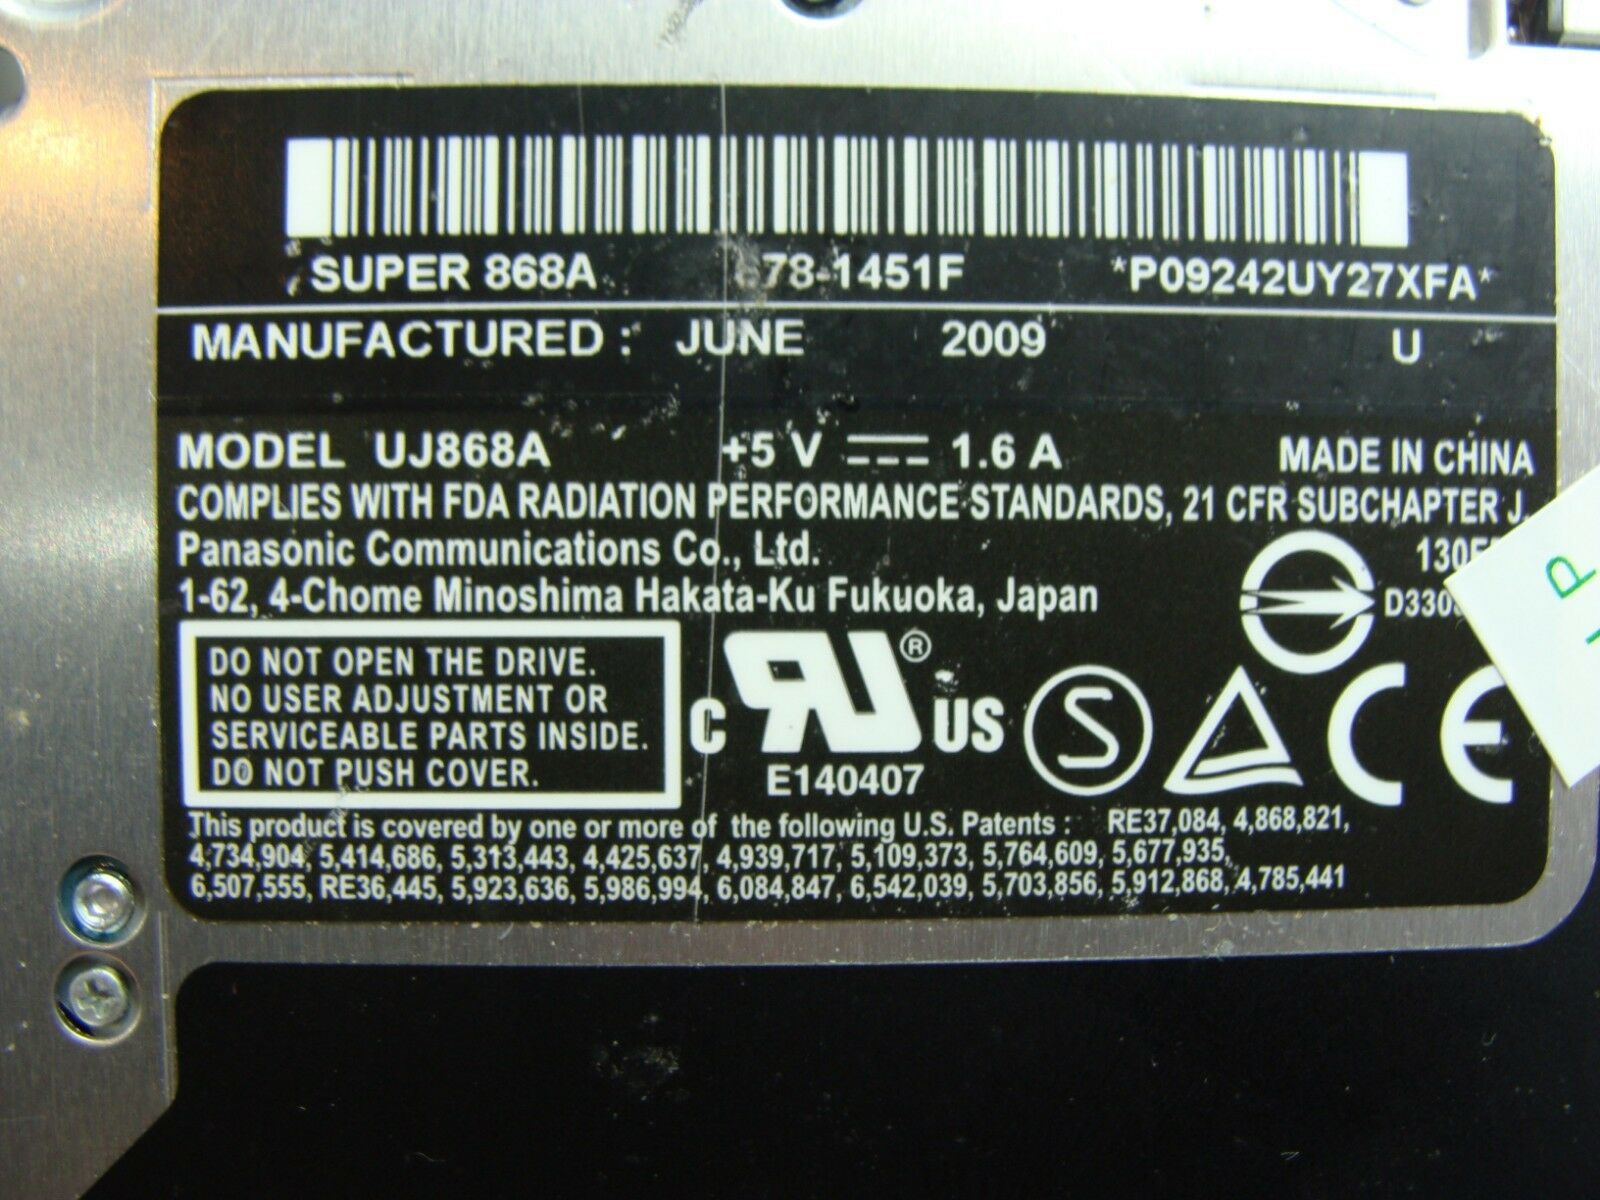 SUPER 868A 78-1451F *P09242UY27XFA*
MANUFACTURED : JUNE 2009 U
MODEL UJ868A +5 V 1.6 A MADE IN CHINA
COMPLIES WITH FDA RADIATION PERFORMANCE STANDARDS, 21 CFR SUBCHAPTER J.
Panasonic Communications Co., Ltd.
1-62, 4-Chome Minoshima Hakata-Ku Fukuoka, Japan
DO NOT OPEN THE DRIVE.
NO USER ADJUSTMENT OR
SERVICEABLE PARTS INSIDE.
DO NOT PUSH COVER.
C RU ® US S CE
E140407
This product is covered by one or more of the following U.S. Patents : RE37,084, 4,868,821,
4,734,904, 5,414,686, 5,313,443, 4,425,637, 4,939,717, 5,109,373, 5,764,609, 5,677,935,
6,507,555, RE36,445, 5,923,636, 5,986,994, 6,084,847, 6,542,039, 5,703,856, 5,912,868, 4,785,441